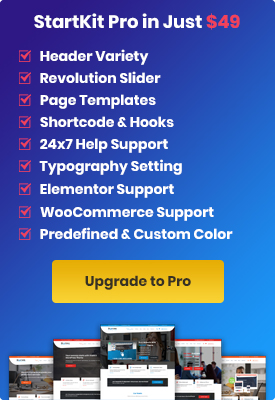 StartKit Pro in Just $49
Header Variety
Revolution Slider
Page Templates
Shortcode & Hooks
24x7 Help Support
Typography Setting
Elementor Support
WooCommerce Support
Predefined & Custom Color
Upgrade to Pro